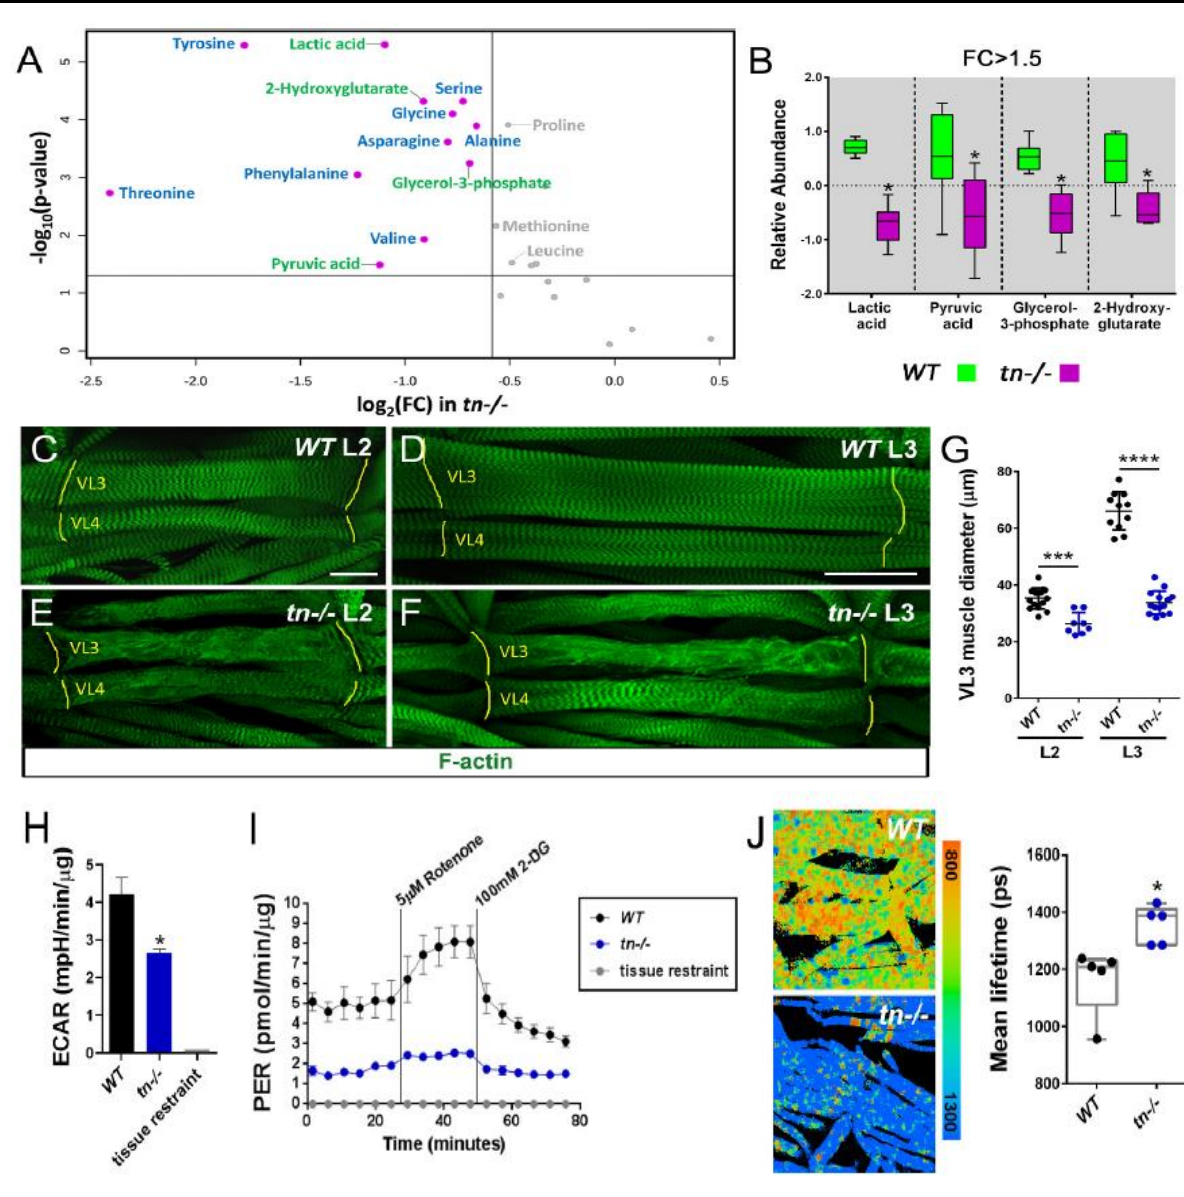 A
Tyrosine
Lactic acid
2-Hydroxyglutarate
Serine
Glycine
Proline
Asparagine
Alanine
Phenylalanine
Glycerol-3-phosphate
Threonine
Methionine
Valine
Leucine
Pyruvic acid
-log10(p-value)
5
4
3
2
1
0
-2.5 -2.0 -1.5 -1.0 -0.5 0.0 0.5
log2(FC) in tn-/-
B
FC>1.5
Relative Abundance
2.0
1.0
0.0
-1.0
-2.0
* * * *
Lactic acid
Pyruvic acid
Glycerol-3-phosphate
2-Hydroxy-glutarate
WT tn-/-
C
WT L2
VL3
VL4
D
WT L3
VL3
VL4
E
tn-/- L2
VL3
VL4
F
tn-/- L3
VL3
VL4
F-actin
G
VL3 muscle diameter (μm)
80
60
40
20
0
***
****
WT tn-/- WT tn-/-
L2 L3
H
ECAR (mpH/min/μg)
5
4
3
2
1
0
*
WT
tn-/-
tissue restraint
I
5μM Rotenone
100mM 2-DG
PER (pmol/min/μg)
10
9
8
7
6
5
4
3
2
1
0
0 20 40 60 80
Time (minutes)
WT
tn-/-
tissue restraint
J
WT
tn-/-
800
1300
Mean lifetime (ps)
1600
1400
1200
1000
800
*
WT
tn-/-